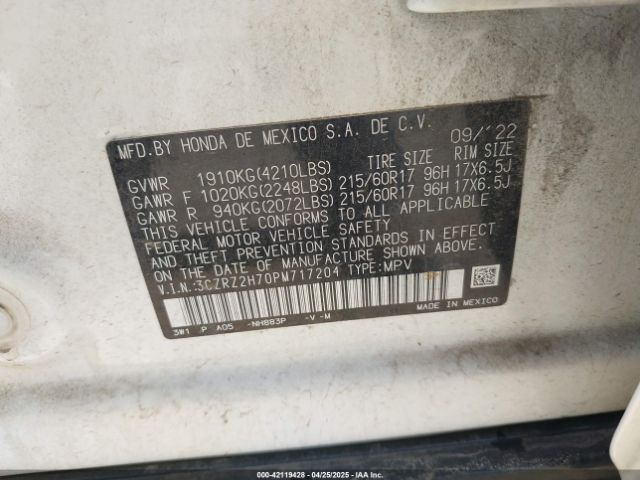 MFD.BY HONDA DE MEXICO S.A. DE C.V. 09/'22
GVWR 1910KG(4210LBS) TIRE SIZE RIM SIZE
GAWR F 1020KG(2248LBS) 215/60R17 96H 17X6.5J
GAWR R 940KG(2072LBS) 215/60R17 96H 17X6.5J
THIS VEHICLE CONFORMS TO ALL APPLICABLE
FEDERAL MOTOR VEHICLE SAFETY
AND THEFT PREVENTION STANDARDS IN EFFECT
ON THE DATE OF MANUFACTURE SHOWN ABOVE.
V.I.N.:3CZRZ2H70PM717204 TYPE:MPV
3W1 P A05 -NH883P -V-M MADE IN MEXICO
000-42119428 - 04/25/2025 - IAA Inc.